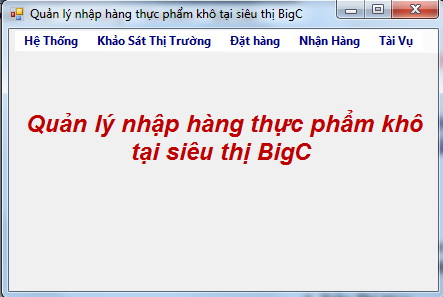 Quản lý nhập hàng thực phẩm khô tại siêu thị BigC
Hệ Thống Khảo Sát Thị Trường Đặt hàng Nhận Hàng Tài Vụ
Quản lý nhập hàng thực phẩm khô
tại siêu thị BigC